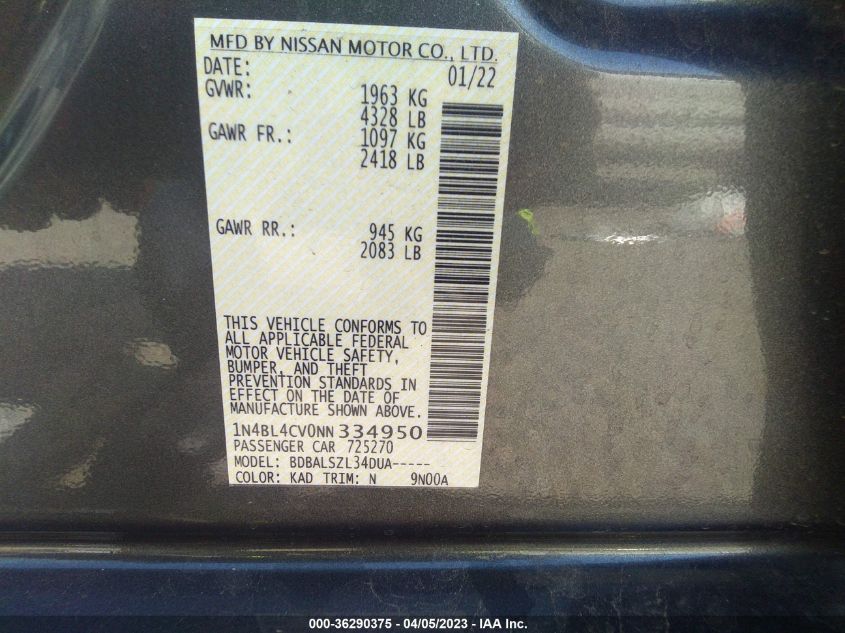 MFD BY NISSAN MOTOR CO., LTD.
DATE: 01/22
GVWR: 1963 KG
4328 LB
GAWR FR.: 1097 KG
2418 LB
GAWR RR.: 945 KG
2083 LB
THIS VEHICLE CONFORMS TO
ALL APPLICABLE FEDERAL
MOTOR VEHICLE SAFETY,
BUMPER, AND THEFT
PREVENTION STANDARDS IN
EFFECT ON THE DATE OF
MANUFACTURE SHOWN ABOVE.
1N4BL4CV0NN334950
PASSENGER CAR 725270
MODEL: BDBALSZL34DUA-----
COLOR: KAD TRIM: N 9N00A
000-36290375 - 04/05/2023 - IAA Inc.